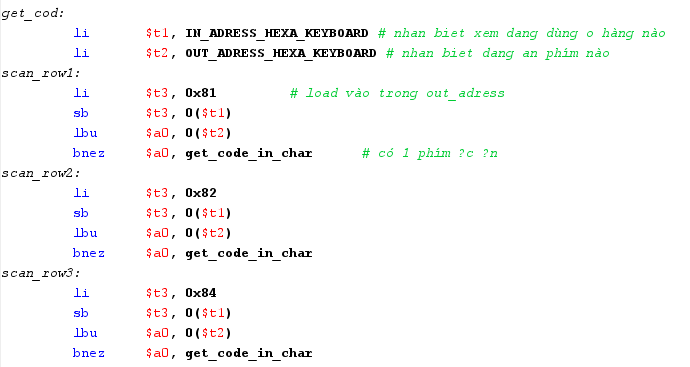 get_cod:
li $t1, IN_ADRESS_HEXA_KEYBOARD # nhan biet xem dang dùng o hàng nào
li $t2, OUT_ADRESS_HEXA_KEYBOARD # nhan biet dang an phim nào
scan_row1:
li $t3, 0x81 # load vào trong out_adress
sb $t3, 0($t1)
lbu $a0, 0($t2)
bnez $a0, get_code_in_char # có 1 phím ?c ?n
scan_row2:
li $t3, 0x82
sb $t3, 0($t1)
lbu $a0, 0($t2)
bnez $a0, get_code_in_char
scan_row3:
li $t3, 0x84
sb $t3, 0($t1)
lbu $a0, 0($t2)
bnez $a0, get_code_in_char